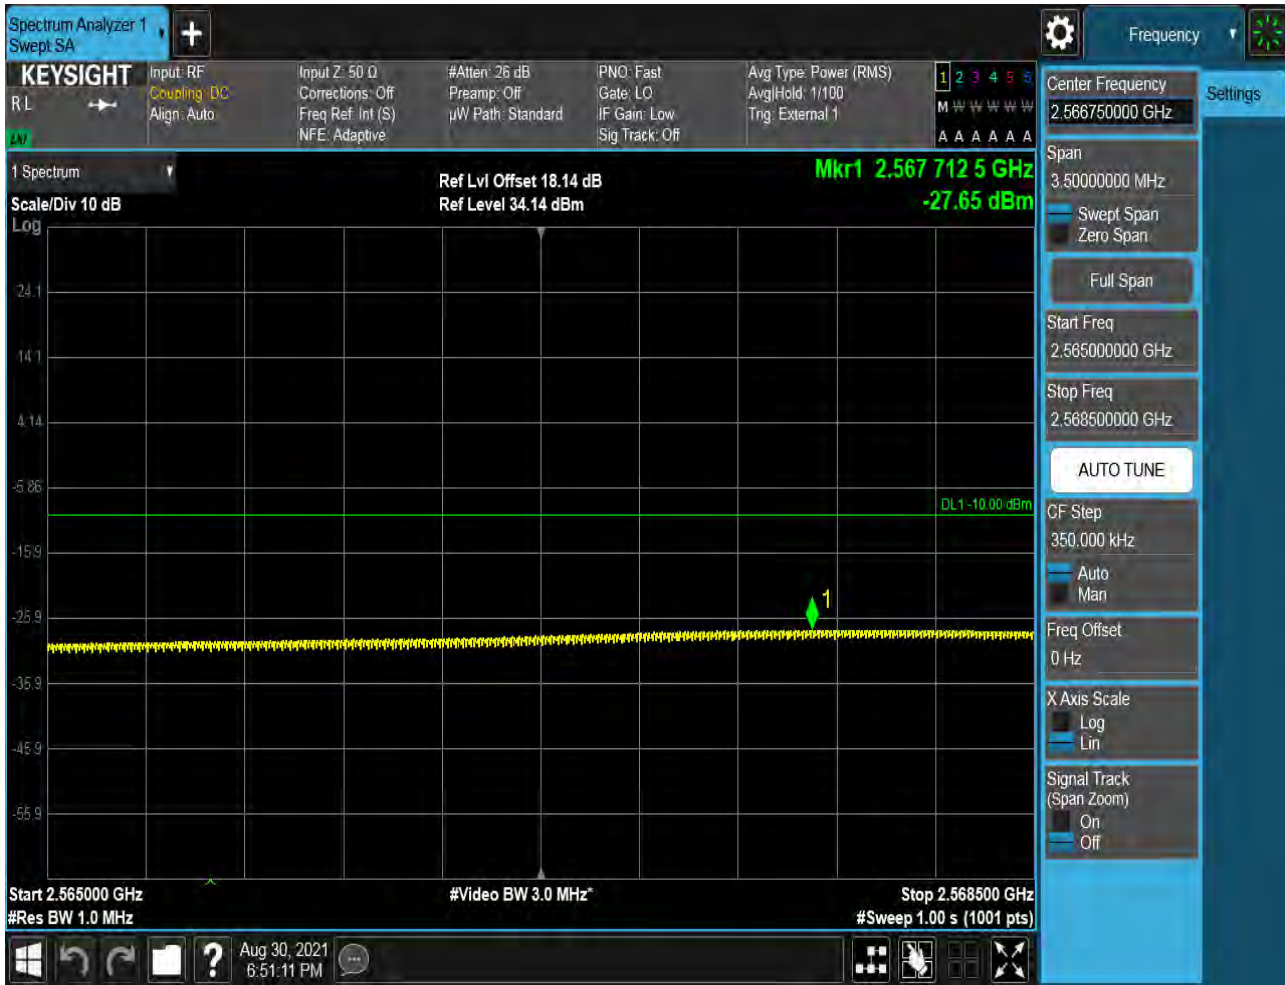 Spectrum Analyzer 1
Swept SA
Frequency
KEYSIGHT
R L
LXI
Input: RF
Coupling: DC
Align: Auto
Input Z: 50 Ω
Corrections: Off
Freq Ref: Int (S)
NFE: Adaptive
#Atten: 26 dB
Preamp: Off
µW Path: Standard
PNO: Fast
Gate: LO
IF Gain: Low
Sig Track: Off
Avg Type: Power (RMS)
Avg|Hold: 1/100
Trig: External 1
1 2 3 4 5 6
M W W W W W
A A A A A A
1 Spectrum
Scale/Div 10 dB
Log
Ref Lvl Offset 18.14 dB
Ref Level 34.14 dBm
Mkr1 2.567 712 5 GHz
-27.65 dBm
24.1
14.1
4.14
-5.86
-15.9
-25.9
-35.9
-45.9
-55.9
DL1 -10.00 dBm
1
Start 2.565000 GHz
#Res BW 1.0 MHz
#Video BW 3.0 MHz*
Stop 2.568500 GHz
#Sweep 1.00 s (1001 pts)
Center Frequency
2.566750000 GHz
Settings
Span
3.50000000 MHz
Swept Span
Zero Span
Full Span
Start Freq
2.565000000 GHz
Stop Freq
2.568500000 GHz
AUTO TUNE
CF Step
350.000 kHz
Auto
Man
Freq Offset
0 Hz
X Axis Scale
Log
Lin
Signal Track
(Span Zoom)
On
Off
?
Aug 30, 2021
6:51:11 PM